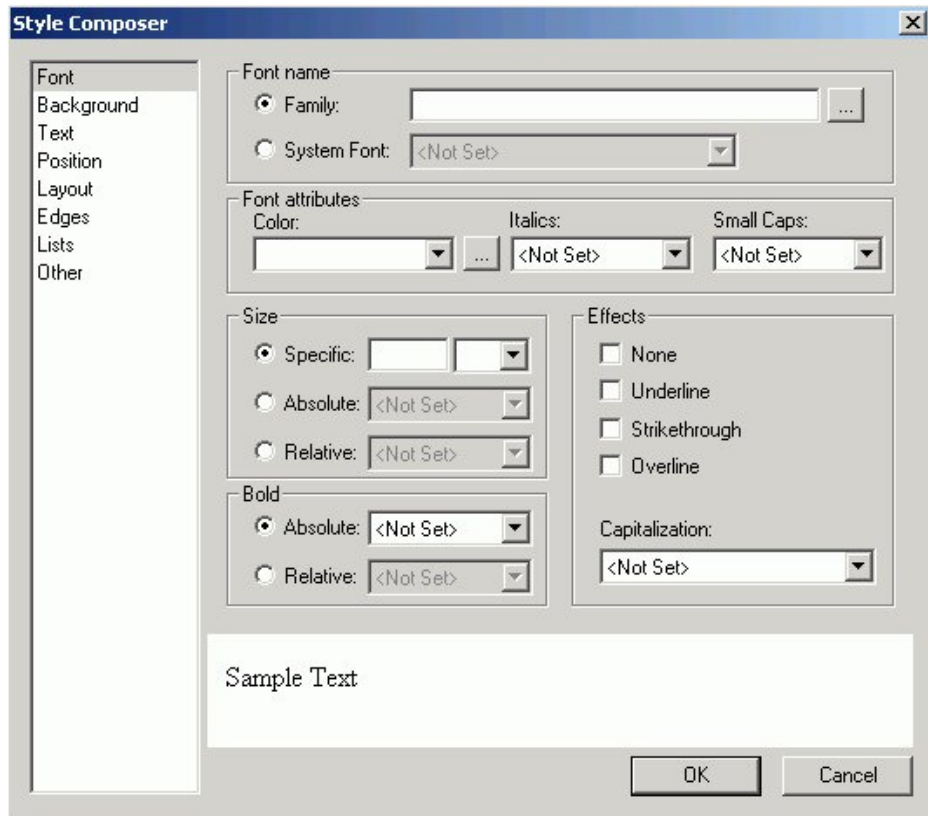 Style Composer
Font
Background
Text
Position
Layout
Edges
Lists
Other
Font name
Family:
...
System Font: <Not Set>
Font attributes
Color: Italics: Small Caps:
... <Not Set> <Not Set>
Size
Specific:
Absolute: <Not Set>
Relative: <Not Set>
Bold
Absolute: <Not Set>
Relative: <Not Set>
Effects
None
Underline
Strikethrough
Overline
Capitalization:
<Not Set>
Sample Text
OK Cancel